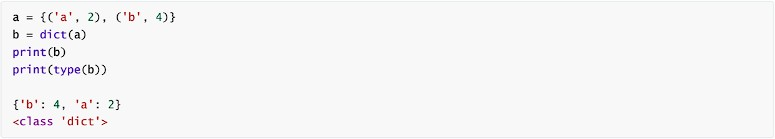 a = {('a', 2), ('b', 4)}
b = dict(a)
print(b)
print(type(b))
{'b': 4, 'a': 2}
<class 'dict'>